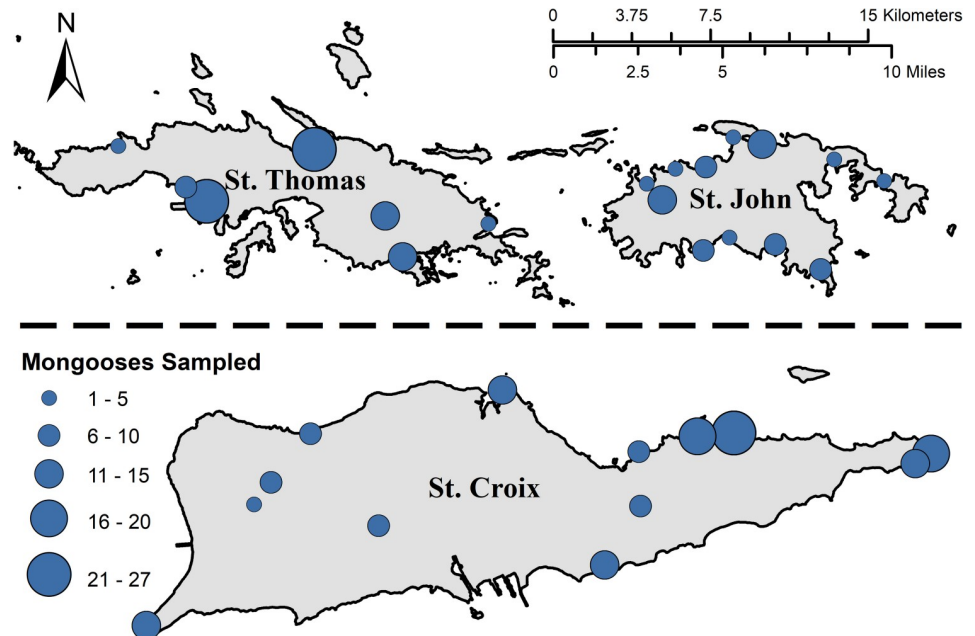 N
0 3.75 7.5 15 Kilometers
0 2.5 5 10 Miles
St. Thomas
St. John
Mongooses Sampled
1 - 5
6 - 10
11 - 15
16 - 20
21 - 27
St. Croix